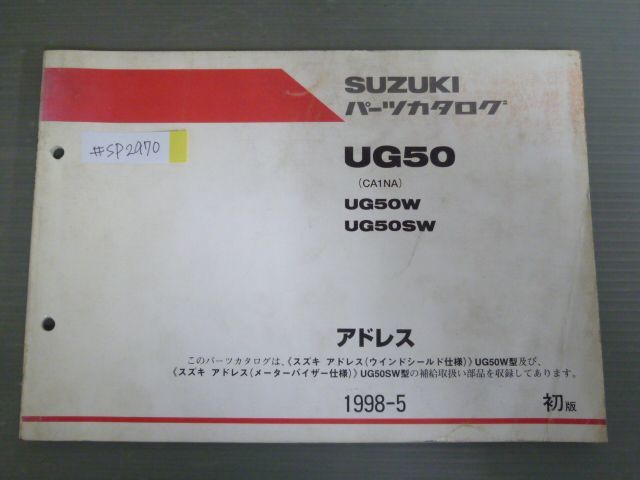 SUZUKI
パーツカタログ
#SP2970
UG50
(CA1NA)
UG50W
UG50SW
アドレス
このパーツカタログは、《スズキ アドレス(ウインドシールド仕様)》UG50W型及び、
《スズキ アドレス(メーターバイザー仕様)》UG50SW型の補給取扱い部品を収録してあります。
1998-5 初版